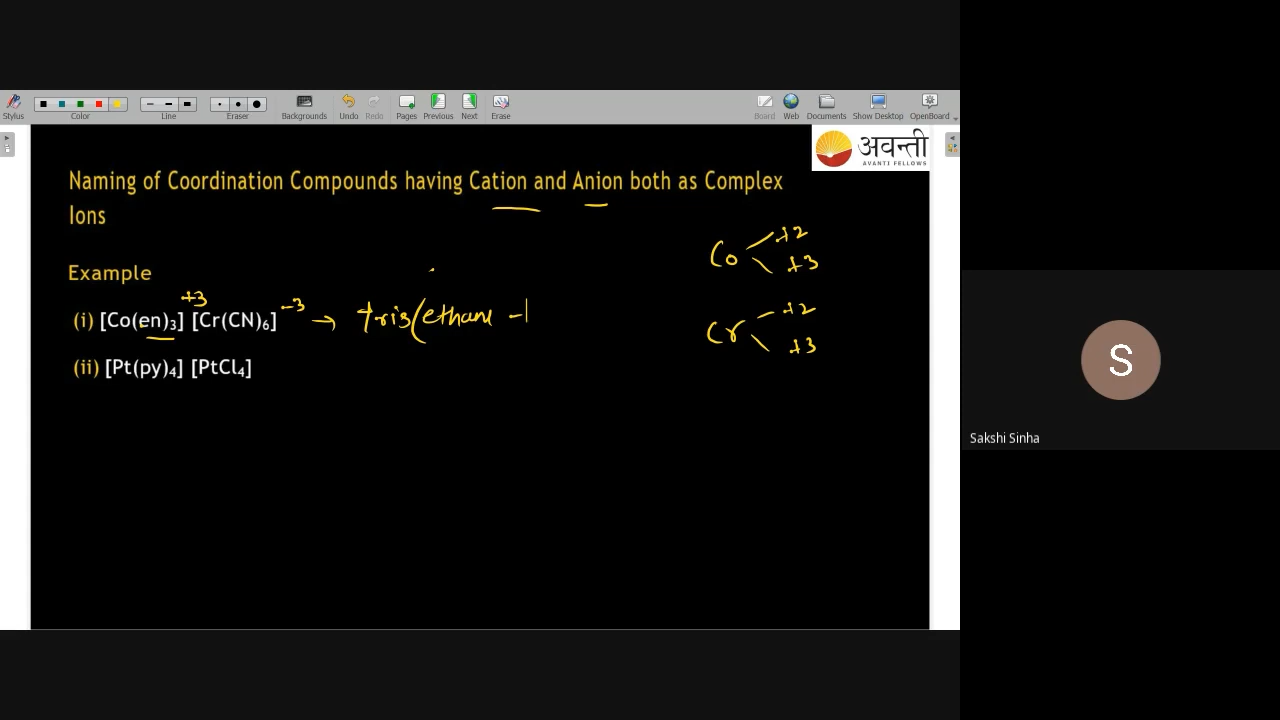 Stylus
Color
Line
Eraser
Backgrounds
Undo
Redo
Pages
Previous
Next
Erase
Board
Web
Documents
Show Desktop
OpenBoard
अवन्ती
AVANTI FELLOWS
Naming of Coordination Compounds having Cation and Anion both as Complex
Ions
Co +2
+3
Example
+3 -3
(i) [Co(en)₃] [Cr(CN)₆] → tris(ethane -1
Cr +2
+3
(ii) [Pt(py)₄] [PtCl₄]
S
Sakshi Sinha